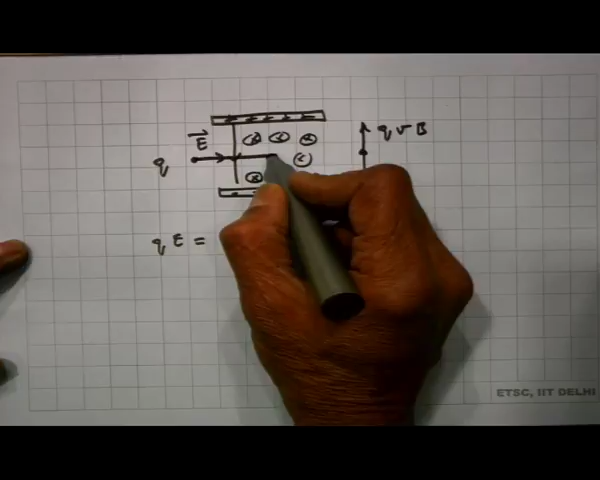 q v B
E
q
q E =
ETSC, IIT DELHI